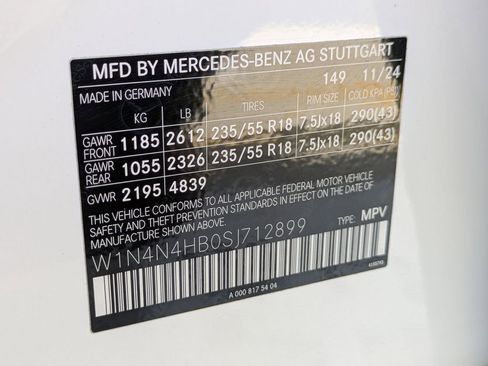 MFD BY MERCEDES-BENZ AG STUTTGART
149 11/24
MADE IN GERMANY
KG LB TIRES RIM SIZE COLD KPA (PSI)
GAWR FRONT 1185 2612 235/55 R18 7.5Jx18 290(43)
GAWR REAR 1055 2326 235/55 R18 7.5Jx18 290(43)
GVWR 2195 4839
THIS VEHICLE CONFORMS TO ALL APPLICABLE FEDERAL MOTOR VEHICLE
SAFETY AND THEFT PREVENTION STANDARDS IN EFFECT ON THE DATE OF
MANUFACTURE SHOWN ABOVE.
W1N4N4HB0SJ712899 TYPE: MPV
A 000 817 54 04